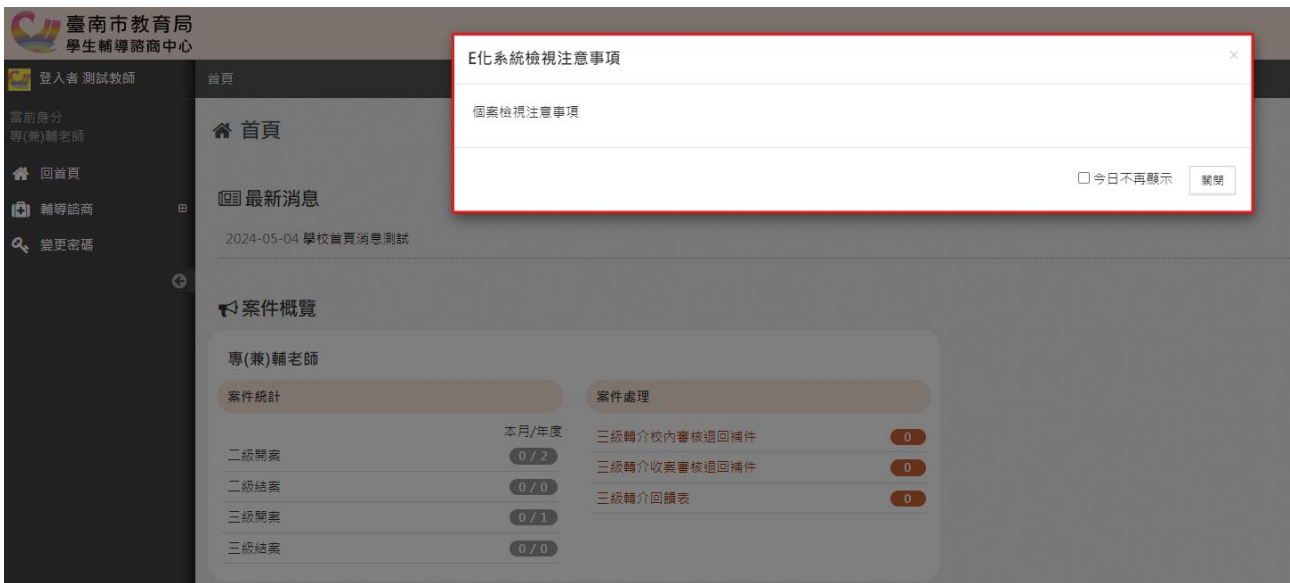 臺南市教育局
學生輔導諮商中心
登入者 測試教師
當前身分
專(兼)輔老師
回首頁
輔導諮商
變更密碼
首頁
首頁
最新消息
2024-05-04 學校首頁消息測試
案件概覽
專(兼)輔老師
案件統計
本月/年度
二級開案 0 / 2
二級結案 0 / 0
三級開案 0 / 1
三級結案 0 / 0
案件處理
三級轉介校內審核退回補件 0
三級轉介收案審核退回補件 0
三級轉介回饋表 0
E化系統檢視注意事項 ×
個案檢視注意事項
今日不再顯示 關閉